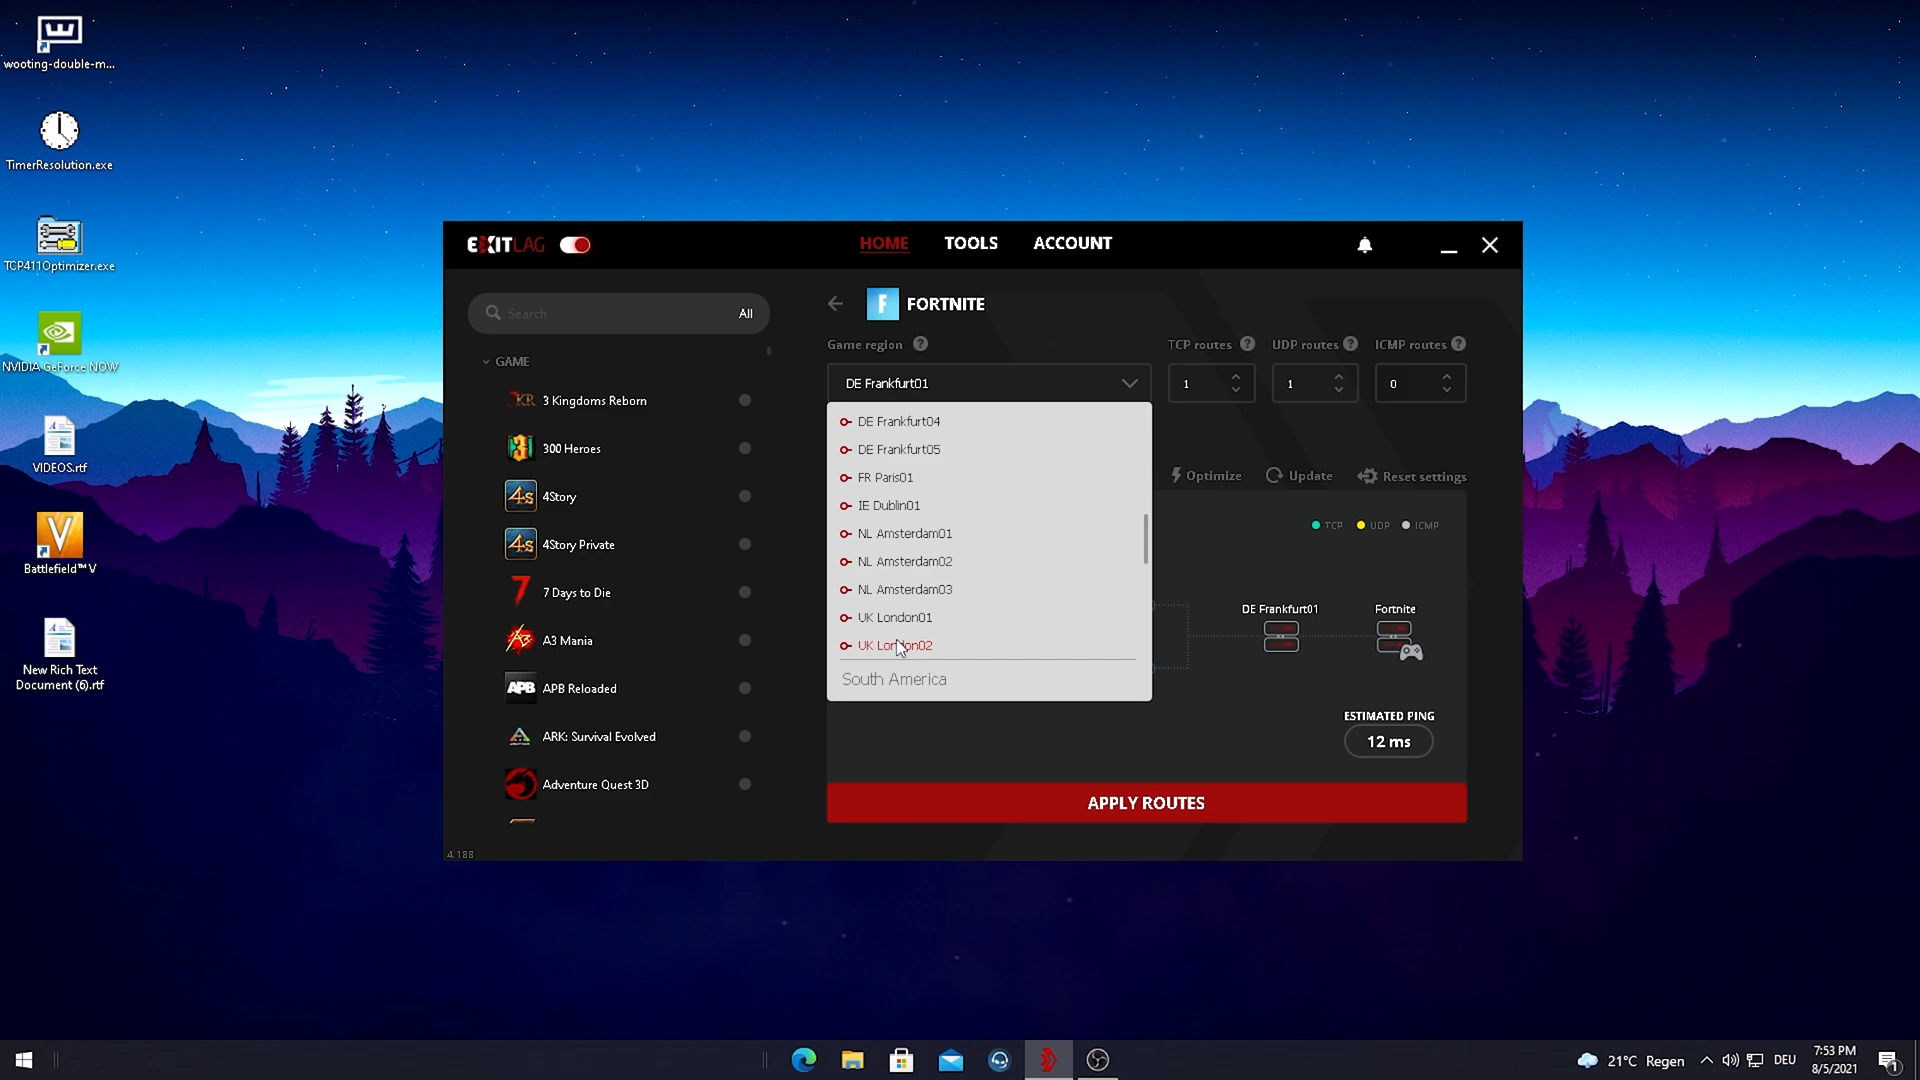 wooting-double-m...
TimerResolution.exe
TCP411Optimizer.exe
NVIDIA GeForce NOW
VIDEOS.rtf
Battlefield™ V
New Rich Text
Document (6).rtf
EXITLAG
HOME
TOOLS
ACCOUNT
Search
All
GAME
3 Kingdoms Reborn
300 Heroes
4Story
4Story Private
7 Days to Die
A3 Mania
APB
APB Reloaded
ARK: Survival Evolved
Adventure Quest 3D
4.188
FORTNITE
Game region
TCP routes
UDP routes
ICMP routes
DE Frankfurt01
1
1
0
DE Frankfurt04
DE Frankfurt05
FR Paris01
IE Dublin01
NL Amsterdam01
NL Amsterdam02
NL Amsterdam03
UK London01
UK London02
South America
Optimize
Update
Reset settings
TCP
UDP
ICMP
DE Frankfurt01
Fortnite
ESTIMATED PING
12 ms
APPLY ROUTES
21°C Regen
DEU
7:53 PM
8/5/2021
1